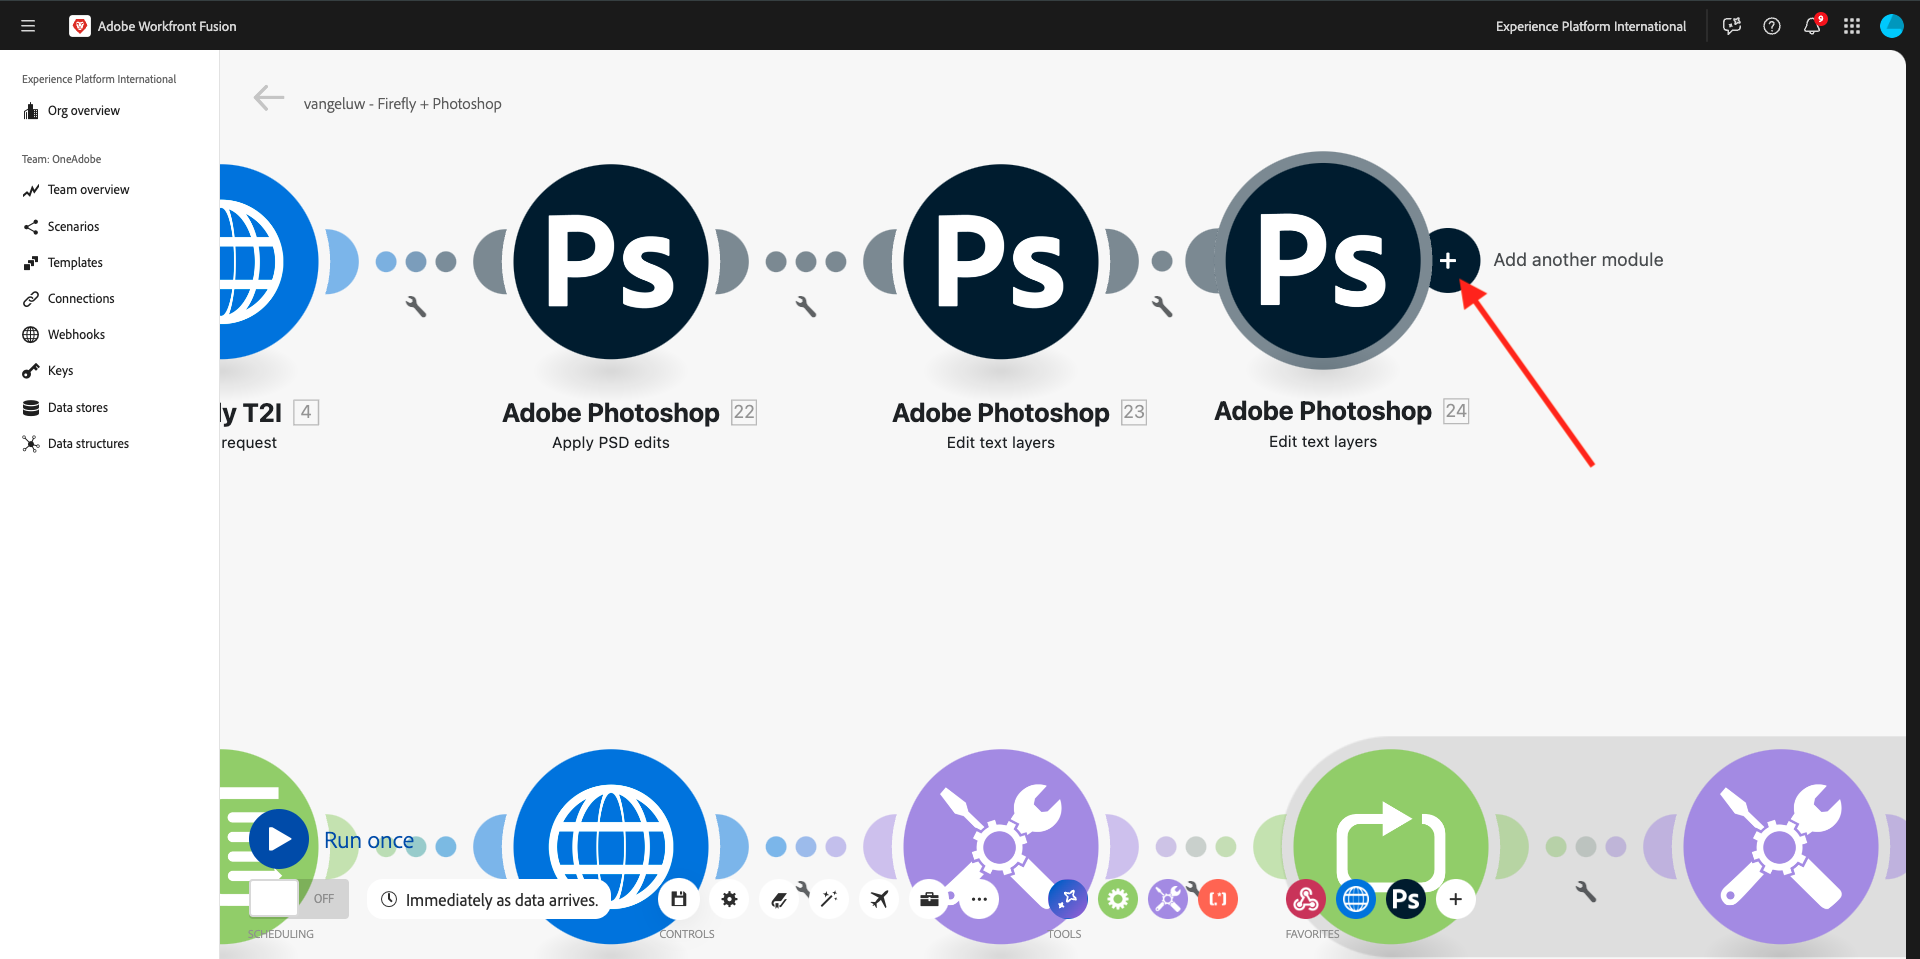 Adobe Workfront Fusion
Experience Platform International
9
Experience Platform International
Org overview
Team: OneAdobe
Team overview
Scenarios
Templates
Connections
Webhooks
Keys
Data stores
Data structures
vangeluw - Firefly + Photoshop
Ps
Ps
Ps
+ Add another module
ly T2I 4
request
Adobe Photoshop 22
Apply PSD edits
Adobe Photoshop 23
Edit text layers
Adobe Photoshop 24
Edit text layers
Run once
OFF
Immediately as data arrives.
Ps
SCHEDULING
CONTROLS
TOOLS
FAVORITES